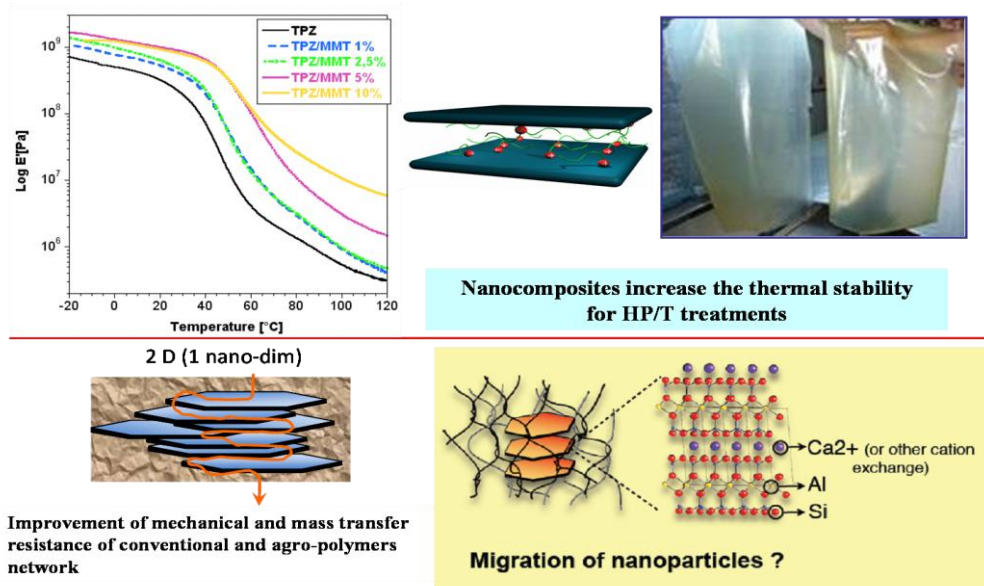 TPZ
TPZ/MMT 1%
TPZ/MMT 2,5%
TPZ/MMT 5%
TPZ/MMT 10%
Log E'[Pa]
10⁹
10⁸
10⁷
10⁶
-20 0 20 40 60 80 100 120
Temperature [°C]
Nanocomposites increase the thermal stability
for HP/T treatments
2 D (1 nano-dim)
Improvement of mechanical and mass transfer
resistance of conventional and agro-polymers
network
Ca2+ (or other cation
exchange)
Al
Si
Migration of nanoparticles ?